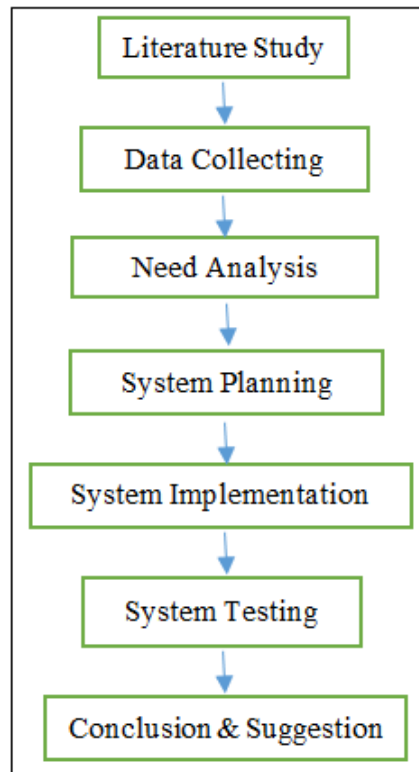 Literature Study
Data Collecting
Need Analysis
System Planning
System Implementation
System Testing
Conclusion & Suggestion